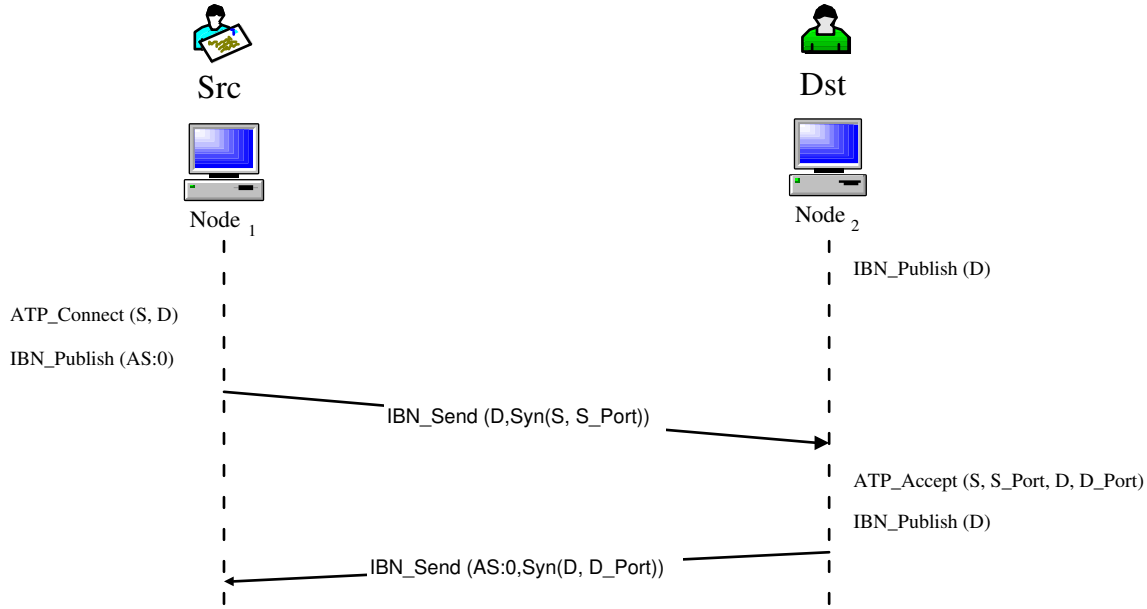 Src
Dst
Node 1
Node 2
IBN_Publish (D)
ATP_Connect (S, D)
IBN_Publish (AS:0)
IBN_Send (D,Syn(S, S_Port))
ATP_Accept (S, S_Port, D, D_Port)
IBN_Publish (D)
IBN_Send (AS:0,Syn(D, D_Port))